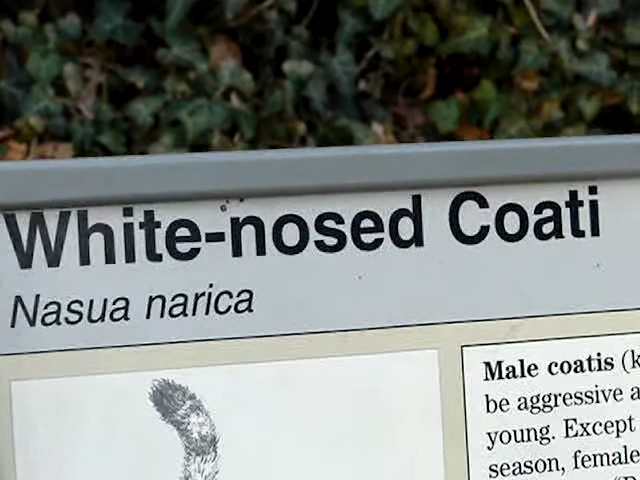 White-nosed Coati
Nasua narica
Male coatis (k
be aggressive a
young. Except
season, female